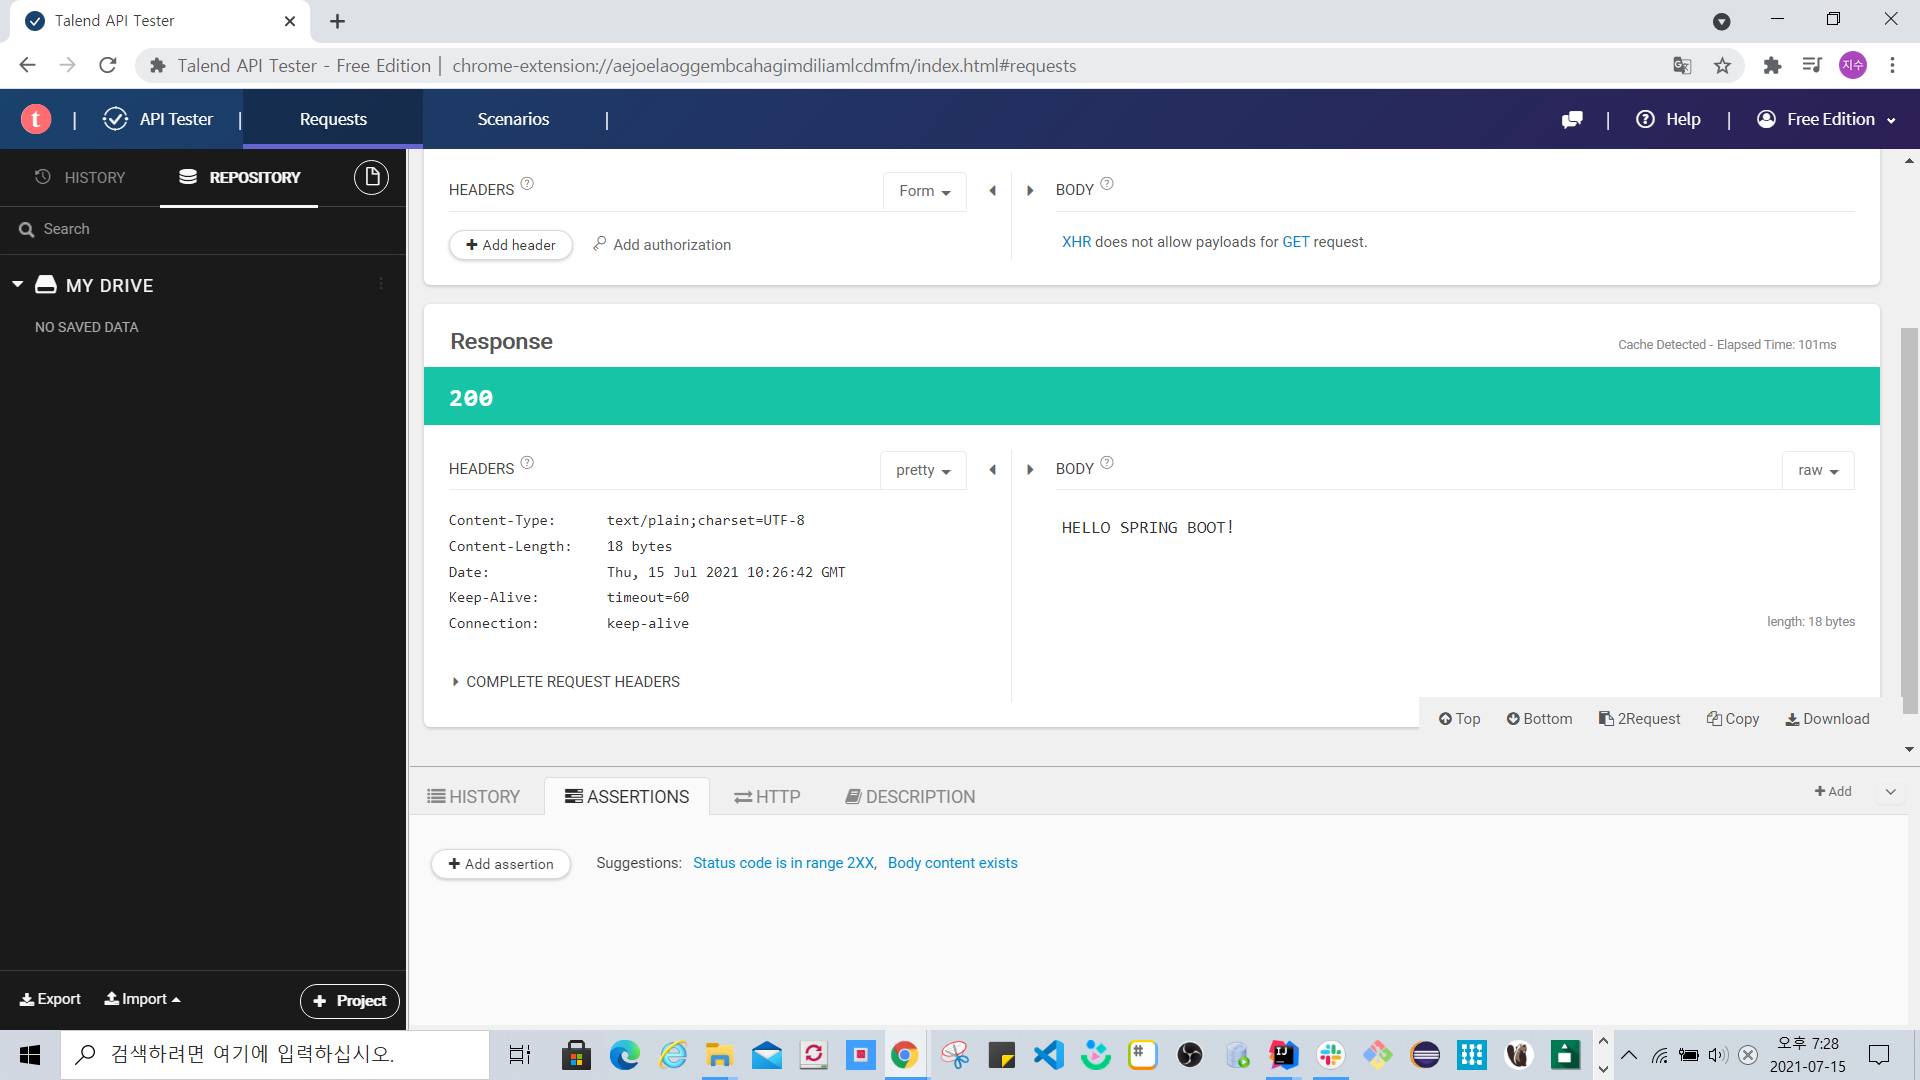 Talend API Tester
Talend API Tester - Free Edition | chrome-extension://aejoelaoggembcahagimdiliamlcdmfm/index.html#requests
지수
t | API Tester | Requests Scenarios | | Help | Free Edition
HISTORY REPOSITORY
Search
MY DRIVE
NO SAVED DATA
HEADERS ? Form BODY ?
+ Add header Add authorization XHR does not allow payloads for GET request.
Response
Cache Detected - Elapsed Time: 101ms
200
HEADERS ? pretty BODY ? raw
Content-Type: text/plain;charset=UTF-8
HELLO SPRING BOOT!
Content-Length: 18 bytes
Date: Thu, 15 Jul 2021 10:26:42 GMT
Keep-Alive: timeout=60
Connection: keep-alive
length: 18 bytes
COMPLETE REQUEST HEADERS
Top Bottom 2Request Copy Download
HISTORY ASSERTIONS HTTP DESCRIPTION + Add
+ Add assertion Suggestions: Status code is in range 2XX, Body content exists
Export Import + Project
검색하려면 여기에 입력하십시오.
오후 7:28
2021-07-15